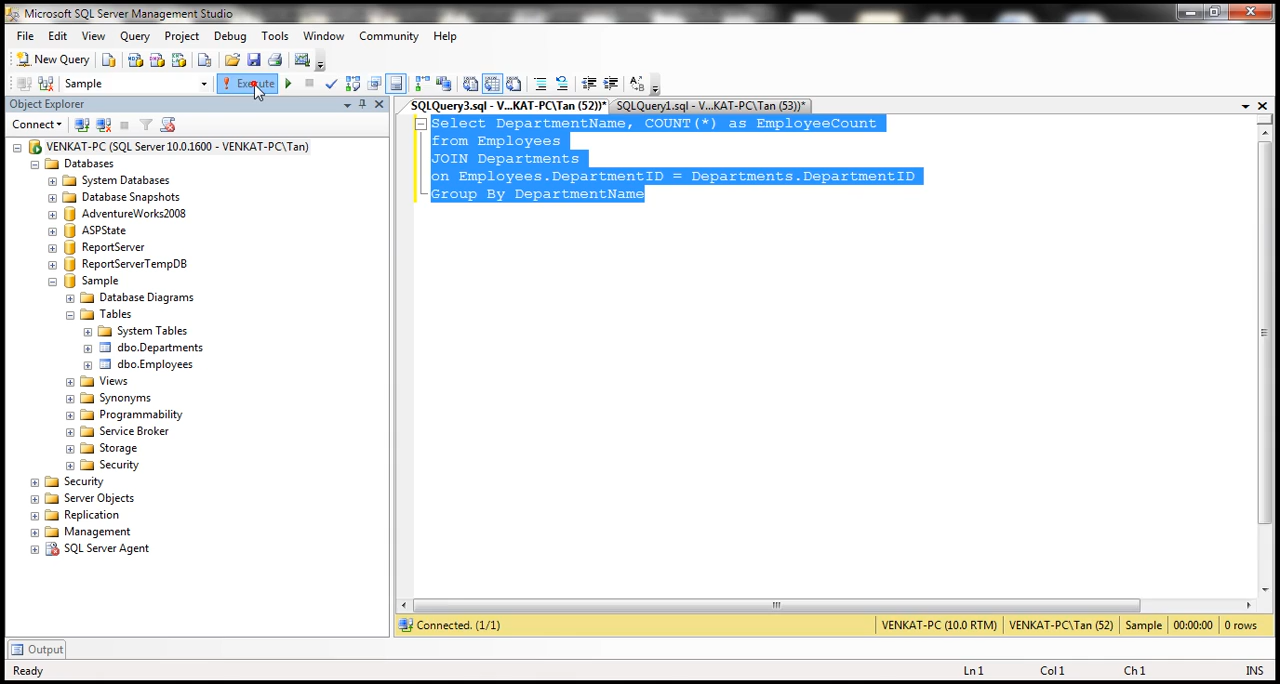 Microsoft SQL Server Management Studio
File Edit View Query Project Debug Tools Window Community Help
New Query
Sample Execute
Object Explorer
SQLQuery3.sql - V...KAT-PC\Tan (52))* SQLQuery1.sql - V...KAT-PC\Tan (53))*
Connect
VENKAT-PC (SQL Server 10.0.1600 - VENKAT-PC\Tan)
Databases
System Databases
Database Snapshots
AdventureWorks2008
ASPState
ReportServer
ReportServerTempDB
Sample
Database Diagrams
Tables
System Tables
dbo.Departments
dbo.Employees
Views
Synonyms
Programmability
Service Broker
Storage
Security
Security
Server Objects
Replication
Management
SQL Server Agent
Select DepartmentName, COUNT(*) as EmployeeCount
from Employees
JOIN Departments
on Employees.DepartmentID = Departments.DepartmentID
Group By DepartmentName
Connected. (1/1) VENKAT-PC (10.0 RTM) VENKAT-PC\Tan (52) Sample 00:00:00 0 rows
Output
Ready Ln 1 Col 1 Ch 1 INS